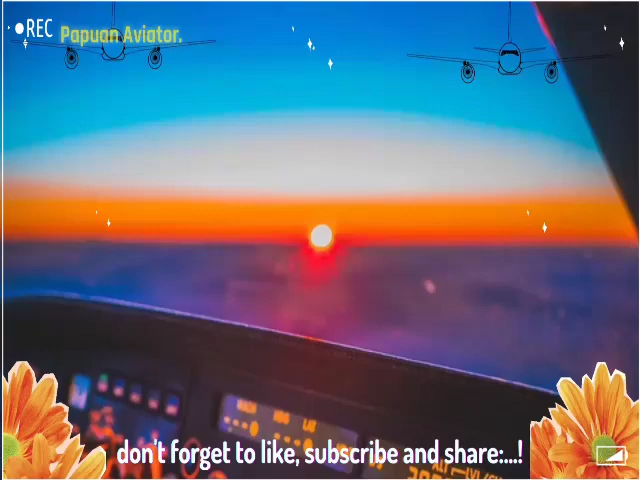 REC
Papuan Aviator.
don't forget to like, subscribe and share:...!